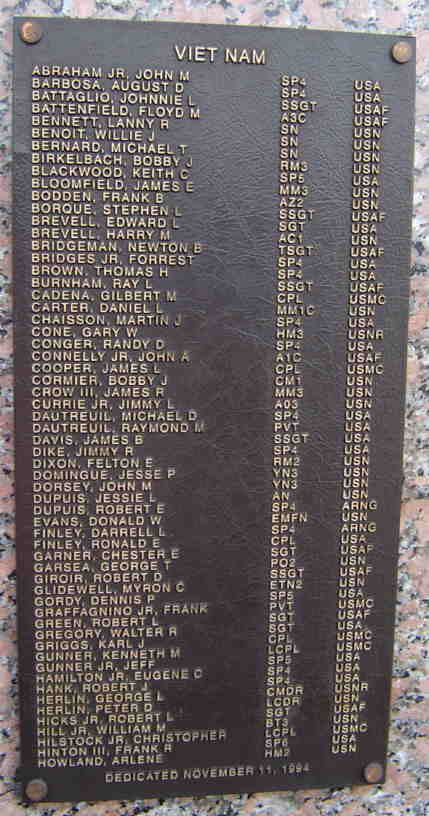 VIET NAM
ABRAHAM JR, JOHN M SP4 USA
BARBOSA, AUGUST D SP4 USA
BATTAGLIO, JOHNNIE L SSGT USAF
BATTENFIELD, FLOYD M A3C USAF
BENNETT, LANNY R SN USN
BENOIT, WILLIE J SN USN
BERNARD, MICHAEL T SN USN
BIRKELBACH, BOBBY J RM3 USN
BLACKWOOD, KEITH C SP5 USA
BLOOMFIELD, JAMES E MM3 USN
BODDEN, FRANK B AZ2 USN
BORQUE, STEPHEN L SSGT USAF
BREVELL, EDWARD L SGT USA
BREVELL, HARRY M AC1 USN
BRIDGEMAN, NEWTON B TSGT USAF
BRIDGES JR, FORREST SP4 USA
BROWN, THOMAS H SP4 USA
BURNHAM, RAY L SSGT USAF
CADENA, GILBERT M CPL USMC
CARTER, DANIEL L MM1C USN
CHAISSON, MARTIN J SP4 USA
CONE, GARY W HM3 USNR
CONGER, RANDY D SP4 USA
CONNELLY JR, JOHN A A1C USAF
COOPER, JAMES L CPL USMC
CORMIER, BOBBY J CM1 USN
CROW III, JAMES R MM3 USN
CURRIE JR, JIMMY L A03 USN
DAUTREUIL, MICHAEL D SP4 USA
DAUTREUIL, RAYMOND M PVT USA
DAVIS, JAMES B SSGT USA
DIKE, JIMMY R SP4 USA
DIXON, FELTON E RM2 USN
DOMINGUE, JESSE P YN3 USN
DORSEY, JOHN M YN3 USN
DUPUIS, JESSIE L AN USN
DUPUIS, ROBERT E SP4 ARNG
EVANS, DONALD W EMFN USN
FINLEY, DARRELL L SP4 ARNG
FINLEY, RONALD E CPL USA
GARNER, CHESTER E SGT USAF
GARSEA, GEORGE T PO2 USN
GIROIR, ROBERT D SSGT USAF
GLIDEWELL, MYRON C ETN2 USN
GORDY, DENNIS P SP5 USA
GIRAFFAGNINO JR, FRANK PVT USMC
GREEN, ROBERT L SGT USAF
GREGORY, WALTER R SGT USA
GRIGGS, KARL J CPL USMC
GUNNER, KENNETH M LCPL USMC
GUNNER JR, JEFF SP5 USA
HAMILTON JR, EUGENE C SP4 USA
HANK, ROBERT J SP4 USA
HERLIN, GEORGE L CMDR USNR
HERLIN, PETER D LCDR USN
HICKS JR, ROBERT L SGT USAF
HILL JR, WILLIAM M BT3 USN
HILSTOCK JR, CHRISTOPHER LCPL USMC
HINTON III, FRANK R SP6 USA
HOWLAND, ARLENE HM2 USN
DEDICATED NOVEMBER 11, 1994